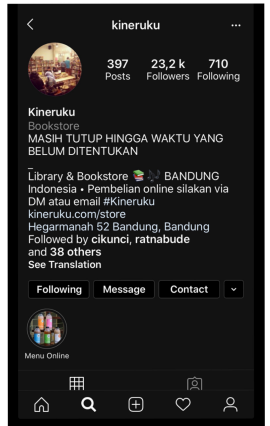 kineruku
397 23,2 k 710
Posts Followers Following
Kineruku
Bookstore
MASIH TUTUP HINGGA WAKTU YANG
BELUM DITENTUKAN
_
Library & Bookstore 📚🎶 BANDUNG
Indonesia • Pembelian online silakan via
DM atau email #Kineruku
kineruku.com/store
Hegarmanah 52 Bandung, Bandung
Followed by cikunci, ratnabude
and 38 others
See Translation
Following Message Contact
Menu Online